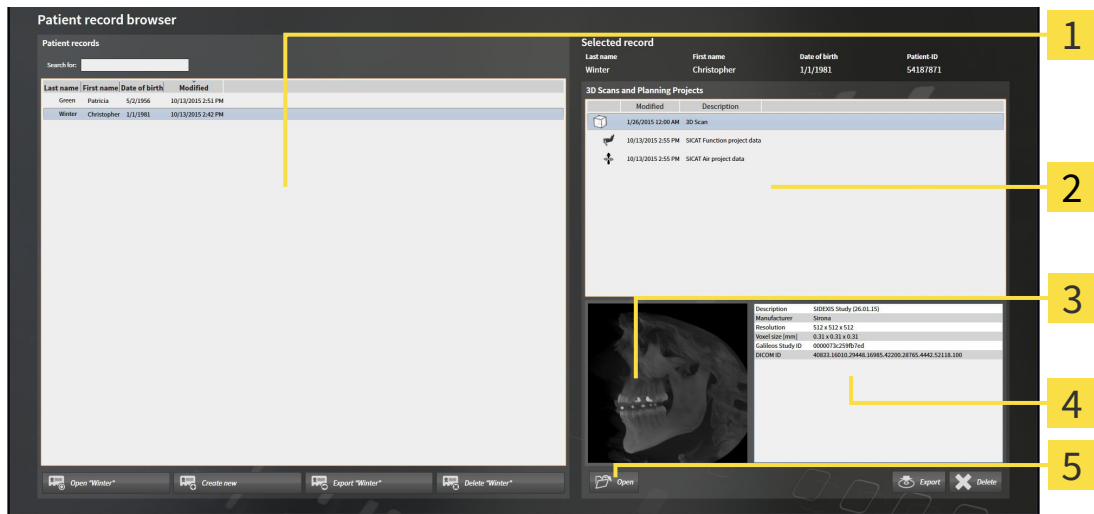 Patient record browser
Patient records
Search for:
Last name First name Date of birth Modified
Green Patricia 5/2/1956 10/13/2015 2:51 PM
Winter Christopher 1/1/1981 10/13/2015 2:42 PM
Open "Winter" Create new Export "Winter" Delete "Winter"
Selected record
Last name First name Date of birth Patient-ID
Winter Christopher 1/1/1981 54187871
3D Scans and Planning Projects
Modified Description
1/26/2015 12:00 AM 3D Scan
10/13/2015 2:55 PM SICAT Function project data
10/13/2015 2:55 PM SICAT Air project data
Description SIDEXIS Study (26.01.15)
Manufacturer Sirona
Resolution 512 x 512 x 512
Voxel size [mm] 0.31 x 0.31 x 0.31
Galileos Study ID 0000073c259fb7ed
DICOM ID 40833.16010.29448.16985.42200.28765.4442.52118.100
Open Export Delete
1
2
3
4
5